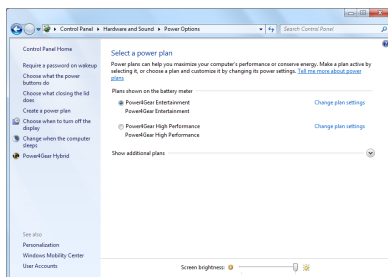 Control Panel ▸ Hardware and Sound ▸ Power Options
Search Control Panel
Control Panel Home
Require a password on wakeup
Choose what the power
buttons do
Choose what closing the lid
does
Create a power plan
Choose when to turn off the
display
Change when the computer
sleeps
Power4Gear Hybrid
See also
Personalization
Windows Mobility Center
User Accounts
Select a power plan
Power plans can help you maximize your computer's performance or conserve energy. Make a plan active by
selecting it, or choose a plan and customize it by changing its power settings. Tell me more about power
plans
Plans shown on the battery meter
Power4Gear Entertainment Change plan settings
Power4Gear Entertainment
Power4Gear High Performance Change plan settings
Power4Gear High Performance
Show additional plans
Screen brightness: